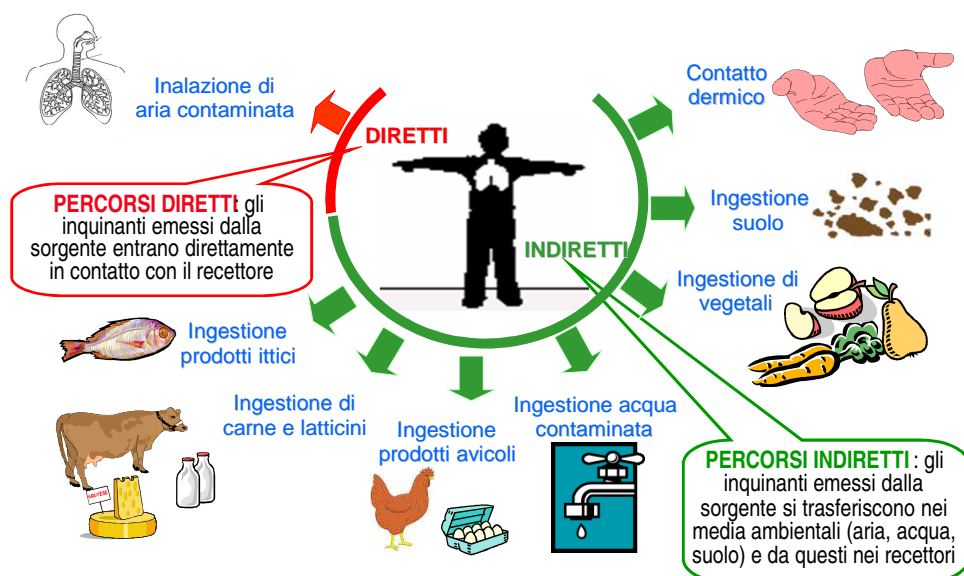 Inalazione di
aria contaminata
DIRETTI
PERCORSI DIRETTI: gli
inquinanti emessi dalla
sorgente entrano direttamente
in contatto con il recettore
Contatto
dermico
Ingestione
suolo
INDIRETTI
Ingestione di
vegetali
Ingestione
prodotti ittici
Ingestione di
carne e latticini
Ingestione
prodotti avicoli
Ingestione acqua
contaminata
PERCORSI INDIRETTI : gli
inquinanti emessi dalla
sorgente si trasferiscono nei
media ambientali (aria, acqua,
suolo) e da questi nei recettori